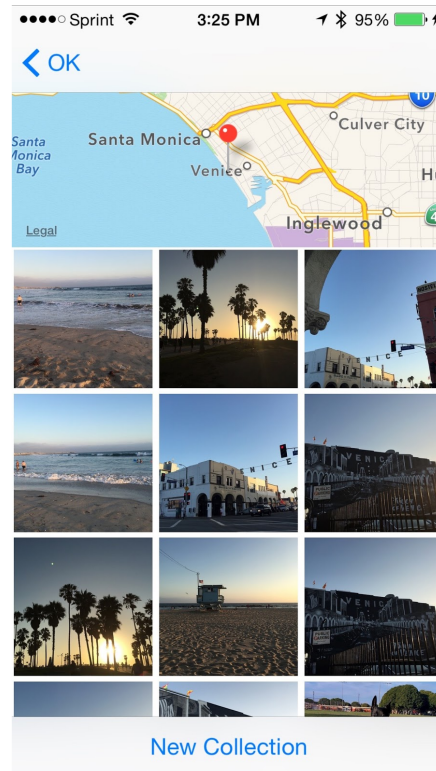 Sprint 3:25 PM 95%
OK
10
Culver City
Santa Monica
Santa
Monica
Bay
Venice
Inglewood
Legal
VENICE
VENICE
VENICE
VENICE
New Collection